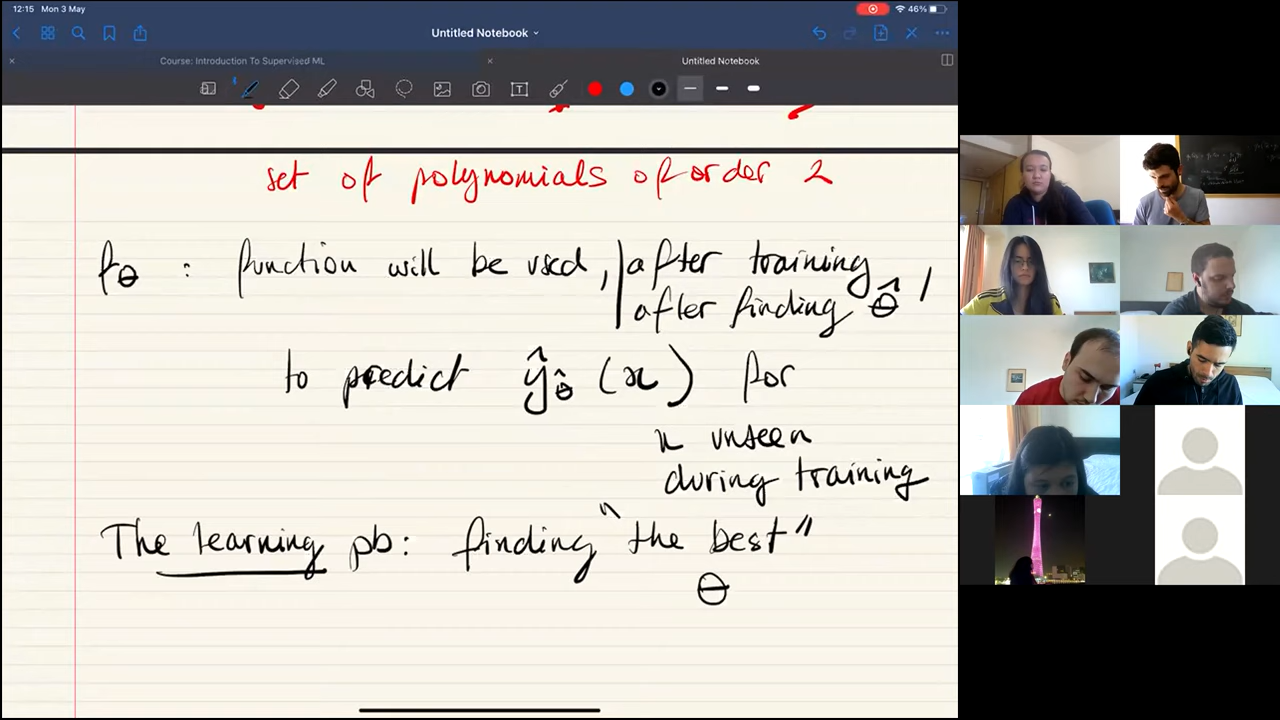 12:15 Mon 3 May
46%
Untitled Notebook
Course: Introduction To Supervised ML
Untitled Notebook
set of polynomials of order 2
fθ : function will be used, | after training
after finding θ̂ /
to predict ŷ_θ̂ (x) for
x unseen
during training
The learning pb: finding "the best"
θ